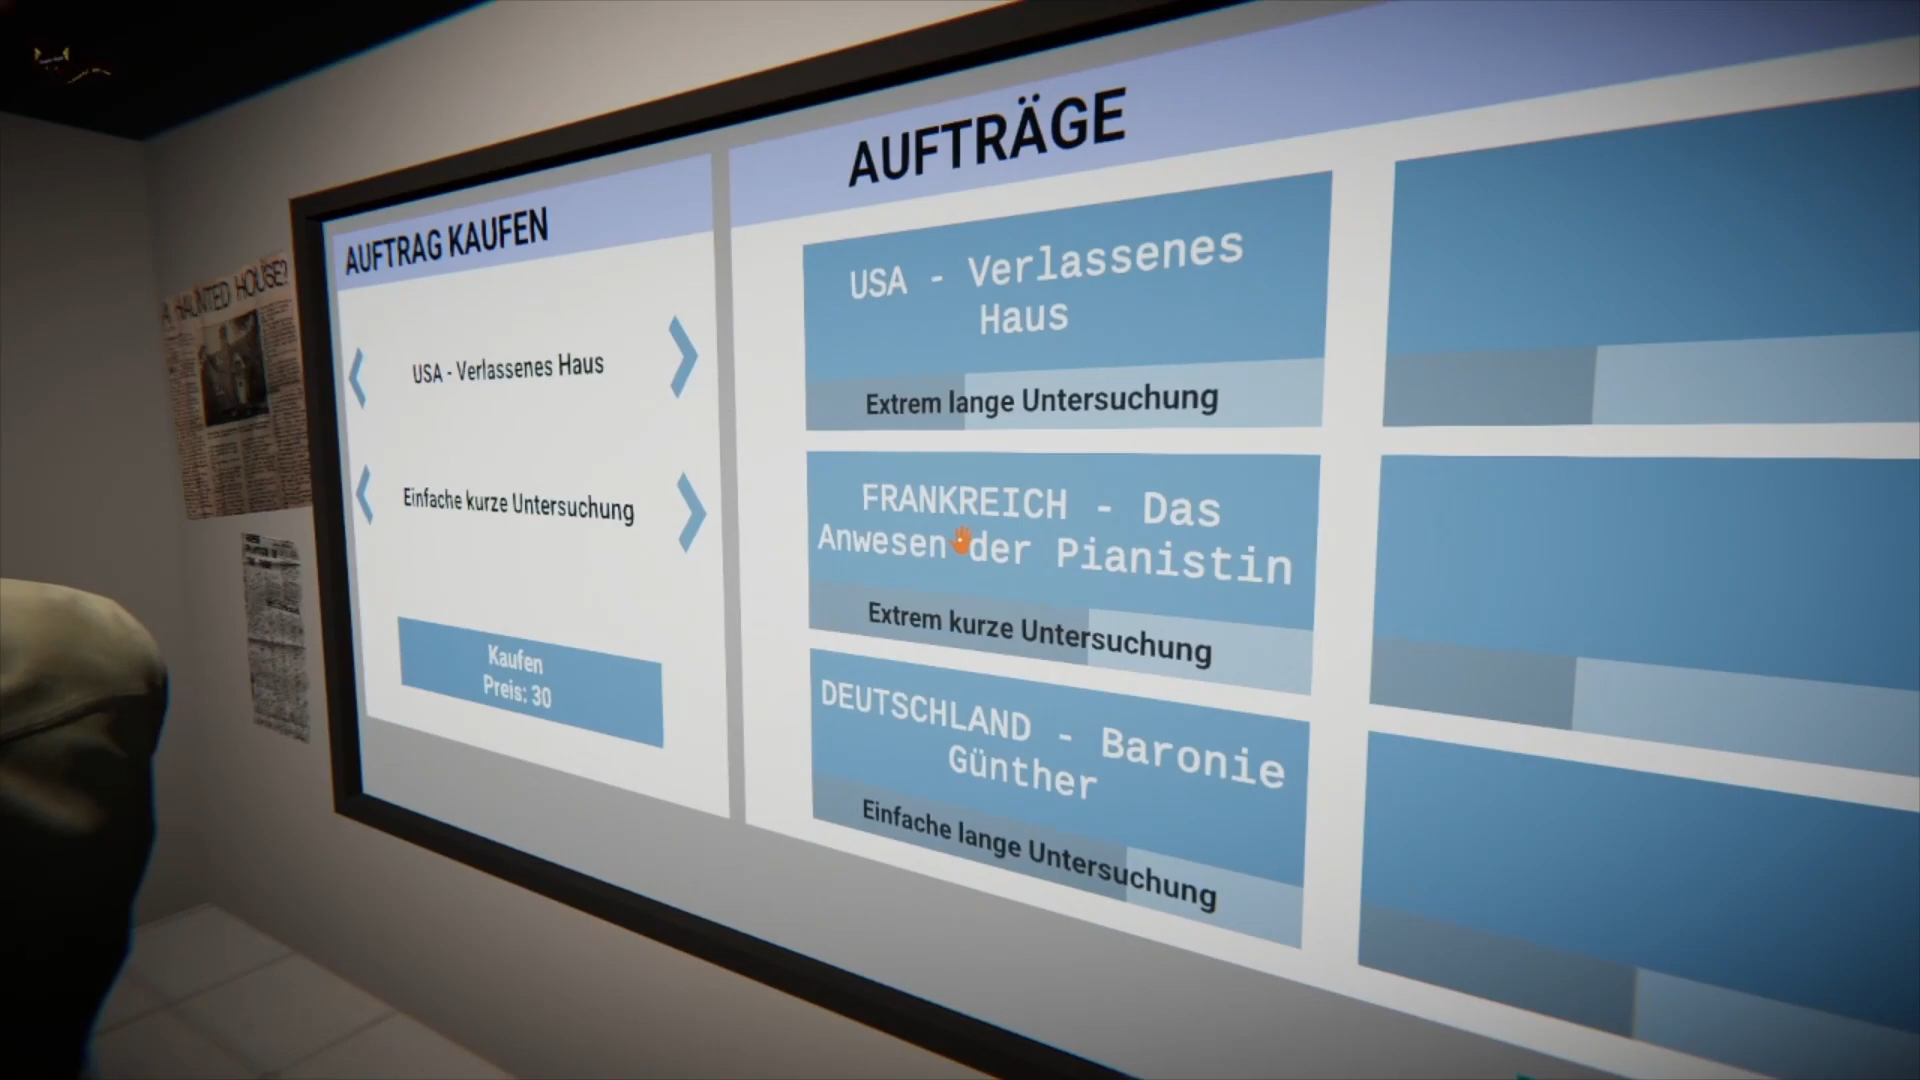 A HAUNTED HOUSE?
AUFTRAG KAUFEN
USA - Verlassenes Haus
Einfache kurze Untersuchung
Kaufen
Preis: 30
AUFTRÄGE
USA - Verlassenes
Haus
Extrem lange Untersuchung
FRANKREICH - Das
Anwesen der Pianistin
Extrem kurze Untersuchung
DEUTSCHLAND - Baronie
Günther
Einfache lange Untersuchung